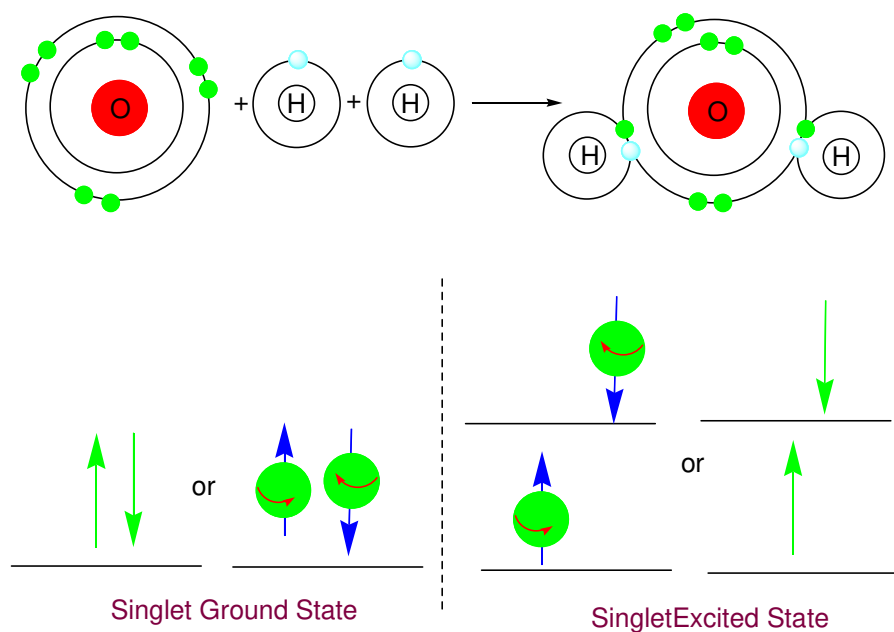 O + H + H O H H
or or
Singlet Ground State SingletExcited State